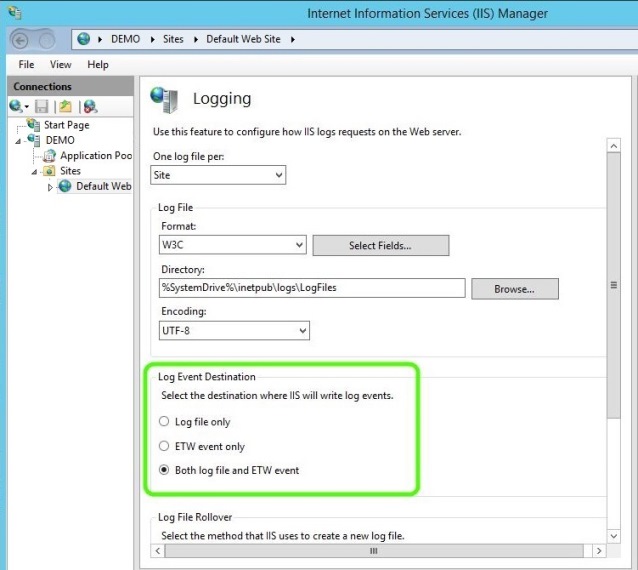 Internet Information Services (IIS) Manager
DEMO Sites Default Web Site
File View Help
Connections
Start Page
DEMO
Application Poo
Sites
Default Web
Logging
Use this feature to configure how IIS logs requests on the Web server.
One log file per:
Site
Log File
Format:
W3C
Select Fields...
Directory:
%SystemDrive%\inetpub\logs\LogFiles
Browse...
Encoding:
UTF-8
Log Event Destination
Select the destination where IIS will write log events.
Log file only
ETW event only
Both log file and ETW event
Log File Rollover
Select the method that IIS uses to create a new log file.